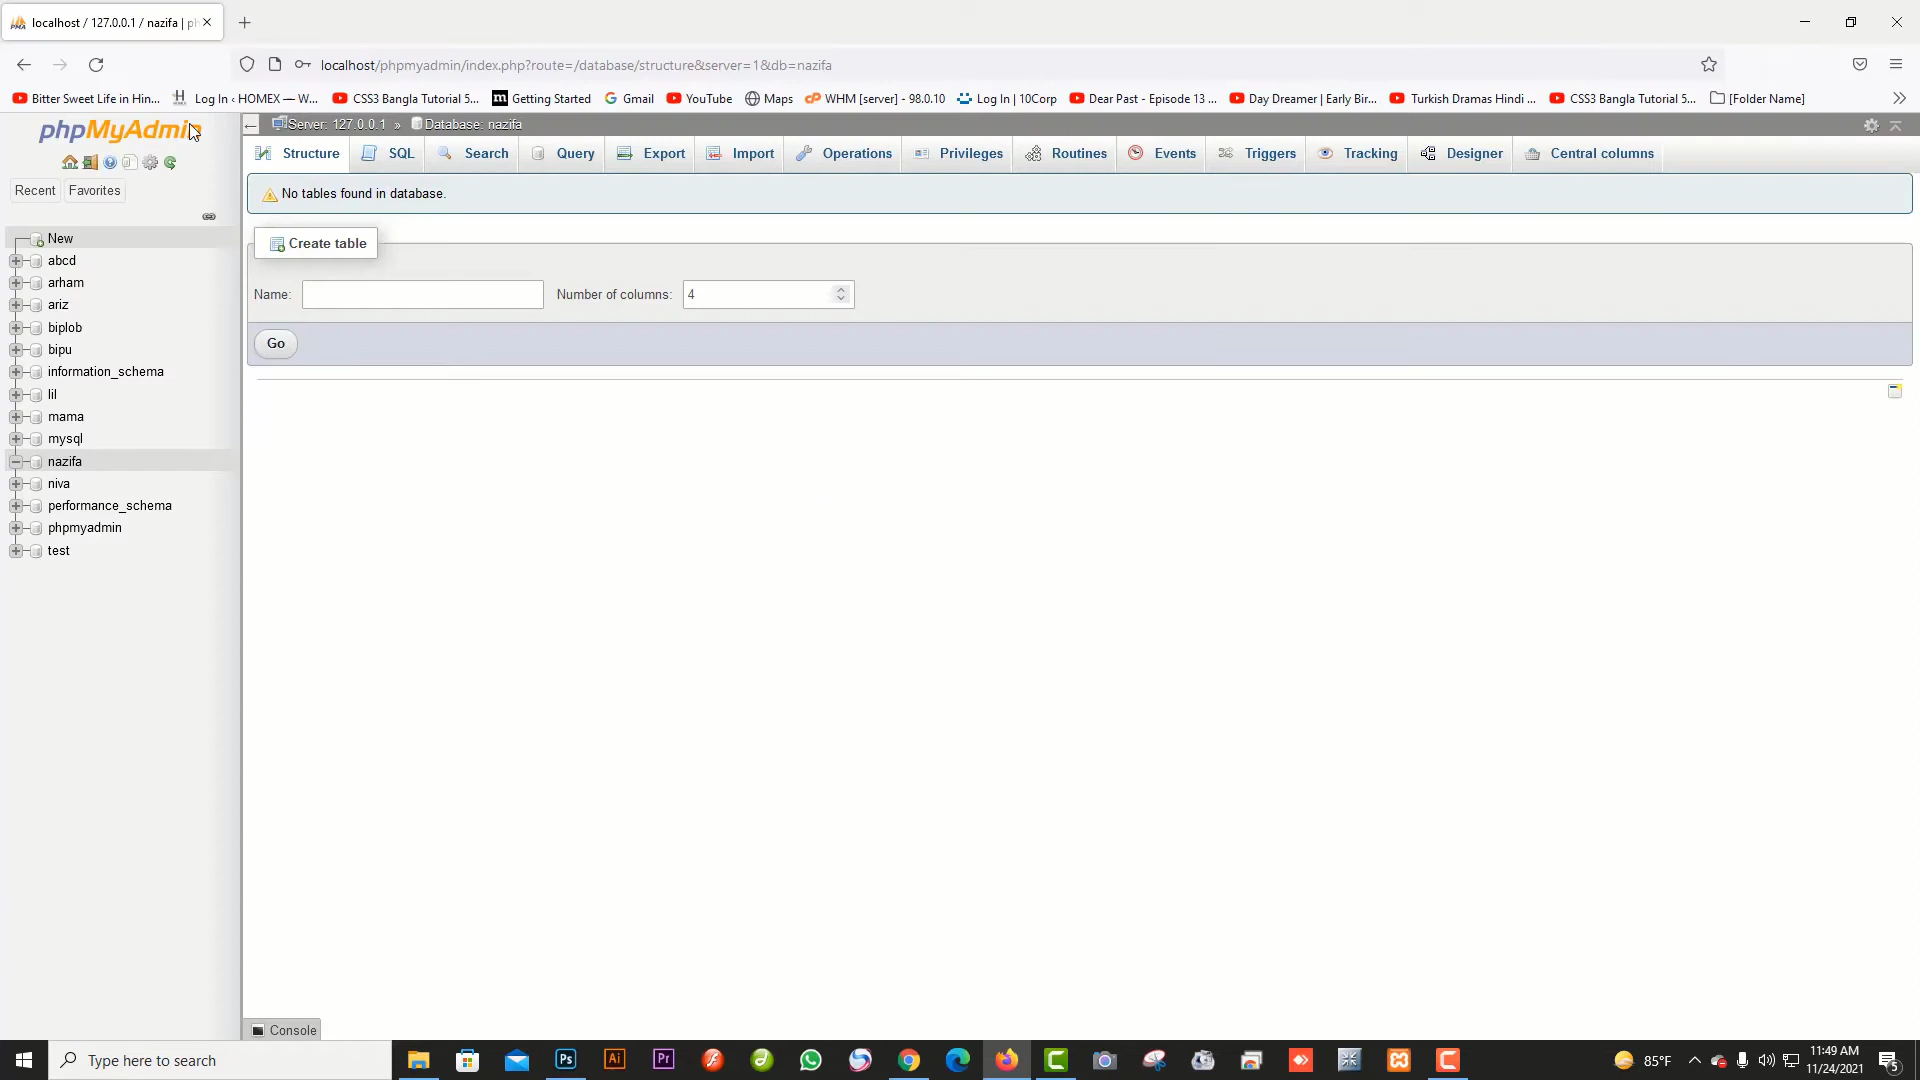 localhost / 127.0.0.1 / nazifa | ph
localhost/phpmyadmin/index.php?route=/database/structure&server=1&db=nazifa
Bitter Sweet Life in Hin... Log In ‹ HOMEX — W... CSS3 Bangla Tutorial 5... Getting Started Gmail YouTube Maps WHM [server] - 98.0.10 Log In | 10Corp Dear Past - Episode 13 ... Day Dreamer | Early Bir... Turkish Dramas Hindi ... CSS3 Bangla Tutorial 5... [Folder Name]
phpMyAdmin
Recent Favorites
New
abcd
arham
ariz
biplob
bipu
information_schema
lil
mama
mysql
nazifa
niva
performance_schema
phpmyadmin
test
Server: 127.0.0.1 » Database: nazifa
Structure SQL Search Query Export Import Operations Privileges Routines Events Triggers Tracking Designer Central columns
No tables found in database.
Create table
Name: Number of columns: 4
Go
Console
Type here to search
Ps Ai Pr
85°F
11:49 AM
11/24/2021
5